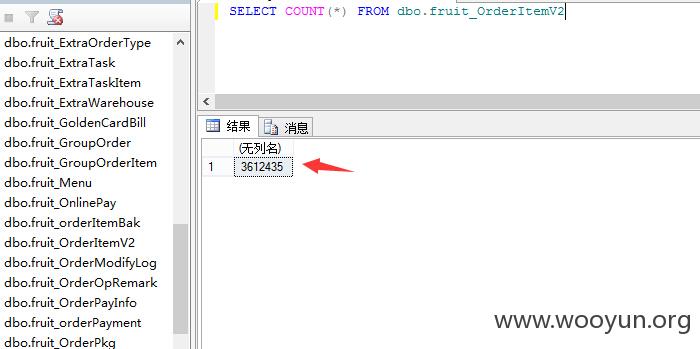 dbo.fruit_ExtraOrderType
dbo.fruit_ExtraTask
dbo.fruit_ExtraTaskItem
dbo.fruit_ExtraWarehouse
dbo.fruit_GoldenCardBill
dbo.fruit_GroupOrder
dbo.fruit_GroupOrderItem
dbo.fruit_Menu
dbo.fruit_OnlinePay
dbo.fruit_orderItemBak
dbo.fruit_OrderItemV2
dbo.fruit_OrderModifyLog
dbo.fruit_OrderOpRemark
dbo.fruit_OrderPayInfo
dbo.fruit_orderPayment
dbo.fruit_OrderPkg
SELECT COUNT(*) FROM dbo.fruit_OrderItemV2
结果 消息
(无列名)
1 3612435
www.wooyun.org